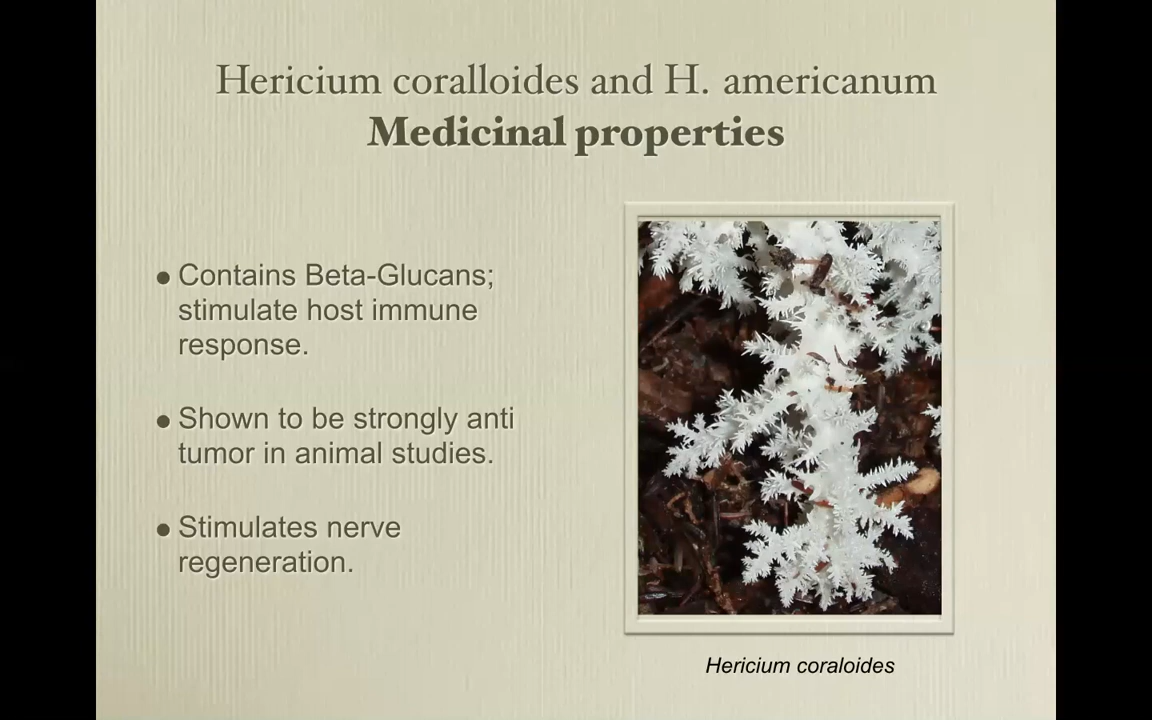 Hericium coralloides and H. americanum
Medicinal properties
• Contains Beta-Glucans;
stimulate host immune
response.
• Shown to be strongly anti
tumor in animal studies.
• Stimulates nerve
regeneration.
Hericium coraloides